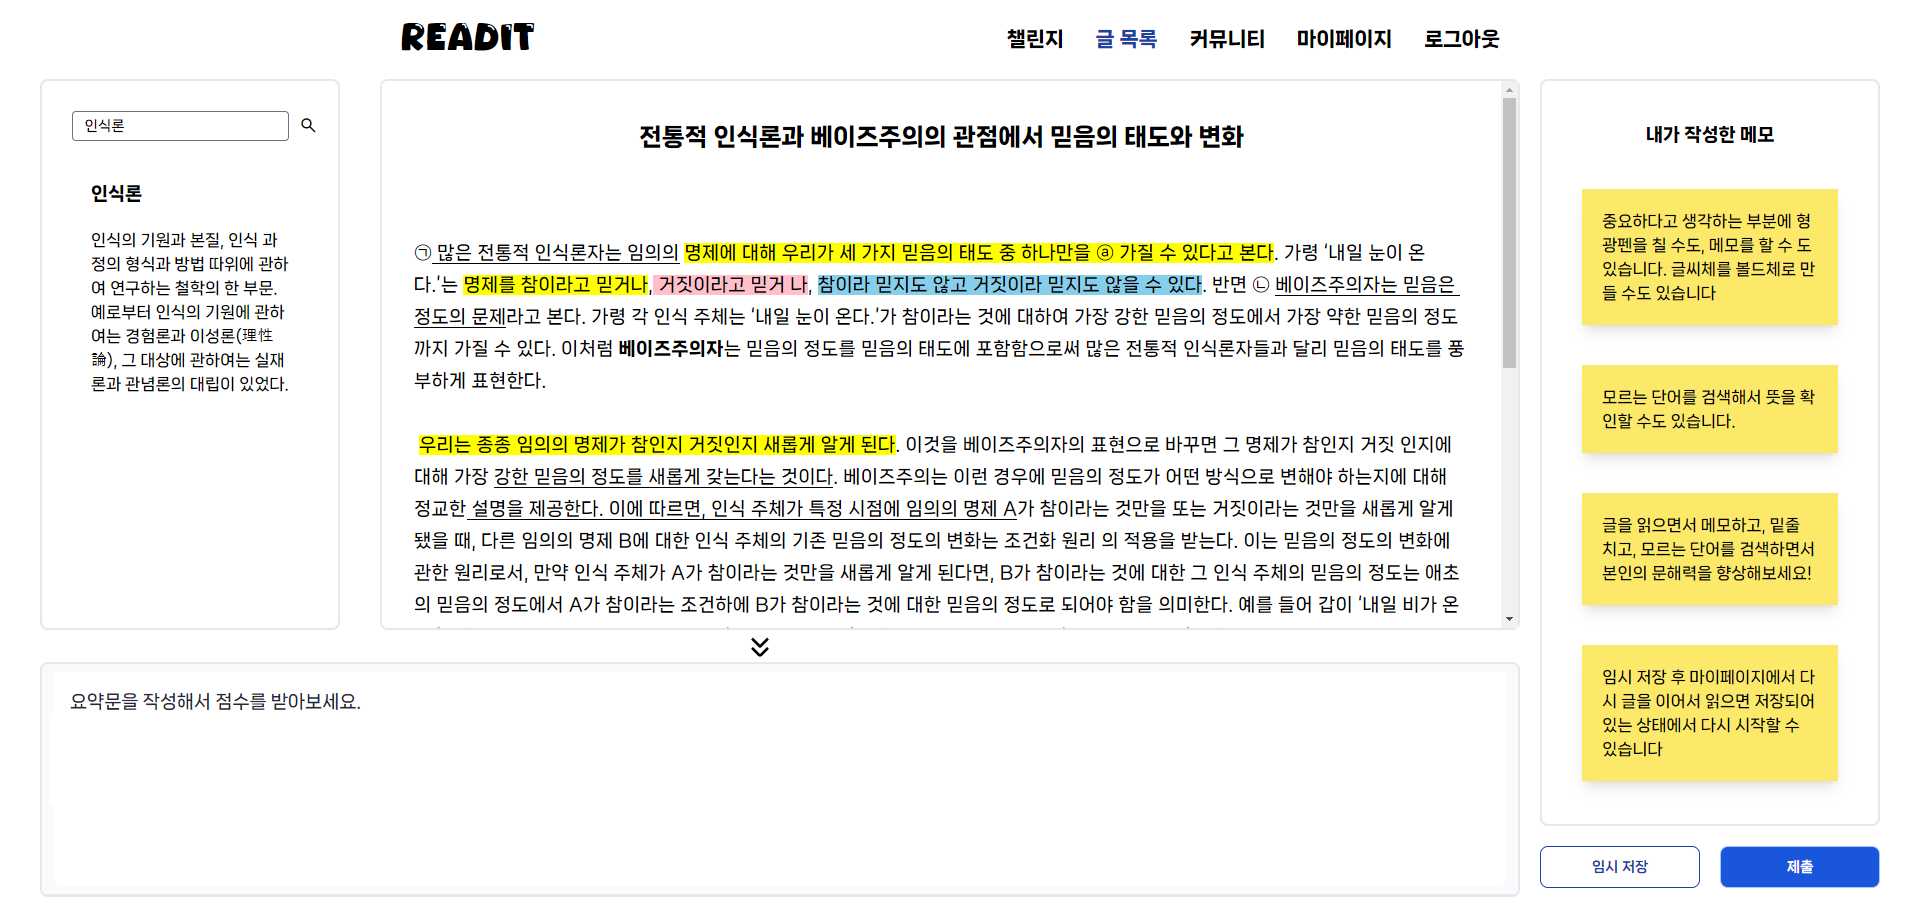 READIT
챌린지 글 목록 커뮤니티 마이페이지 로그아웃
인식론
인식론
인식의 기원과 본질, 인식 과
정의 형식과 방법 따위에 관하
여 연구하는 철학의 한 부문.
예로부터 인식의 기원에 관하
여는 경험론과 이성론(理性
論), 그 대상에 관하여는 실재
론과 관념론의 대립이 있었다.
전통적 인식론과 베이즈주의의 관점에서 믿음의 태도와 변화
㉠ 많은 전통적 인식론자는 임의의 명제에 대해 우리가 세 가지 믿음의 태도 중 하나만을 ⓐ 가질 수 있다고 본다. 가령 ‘내일 눈이 온
다.’는 명제를 참이라고 믿거나, 거짓이라고 믿거 나, 참이라 믿지도 않고 거짓이라 믿지도 않을 수 있다. 반면 ㉡ 베이즈주의자는 믿음은
정도의 문제라고 본다. 가령 각 인식 주체는 ‘내일 눈이 온다.’가 참이라는 것에 대하여 가장 강한 믿음의 정도에서 가장 약한 믿음의 정도
까지 가질 수 있다. 이처럼 베이즈주의자는 믿음의 정도를 믿음의 태도에 포함함으로써 많은 전통적 인식론자들과 달리 믿음의 태도를 풍
부하게 표현한다.
우리는 종종 임의의 명제가 참인지 거짓인지 새롭게 알게 된다. 이것을 베이즈주의자의 표현으로 바꾸면 그 명제가 참인지 거짓 인지에
대해 가장 강한 믿음의 정도를 새롭게 갖는다는 것이다. 베이즈주의는 이런 경우에 믿음의 정도가 어떤 방식으로 변해야 하는지에 대해
정교한 설명을 제공한다. 이에 따르면, 인식 주체가 특정 시점에 임의의 명제 A가 참이라는 것만을 또는 거짓이라는 것만을 새롭게 알게
됐을 때, 다른 임의의 명제 B에 대한 인식 주체의 기존 믿음의 정도의 변화는 조건화 원리 의 적용을 받는다. 이는 믿음의 정도의 변화에
관한 원리로서, 만약 인식 주체가 A가 참이라는 것만을 새롭게 알게 된다면, B가 참이라는 것에 대한 그 인식 주체의 믿음의 정도는 애초
의 믿음의 정도에서 A가 참이라는 조건하에 B가 참이라는 것에 대한 믿음의 정도로 되어야 함을 의미한다. 예를 들어 갑이 ‘내일 비가 온
내가 작성한 메모
중요하다고 생각하는 부분에 형
광펜을 칠 수도, 메모를 할 수 도
있습니다. 글씨체를 볼드체로 만
들 수도 있습니다
모르는 단어를 검색해서 뜻을 확
인할 수도 있습니다.
글을 읽으면서 메모하고, 밑줄
치고, 모르는 단어를 검색하면서
본인의 문해력을 향상해보세요!
임시 저장 후 마이페이지에서 다
시 글을 이어서 읽으면 저장되어
있는 상태에서 다시 시작할 수
있습니다
요약문을 작성해서 점수를 받아보세요.
임시 저장
제출